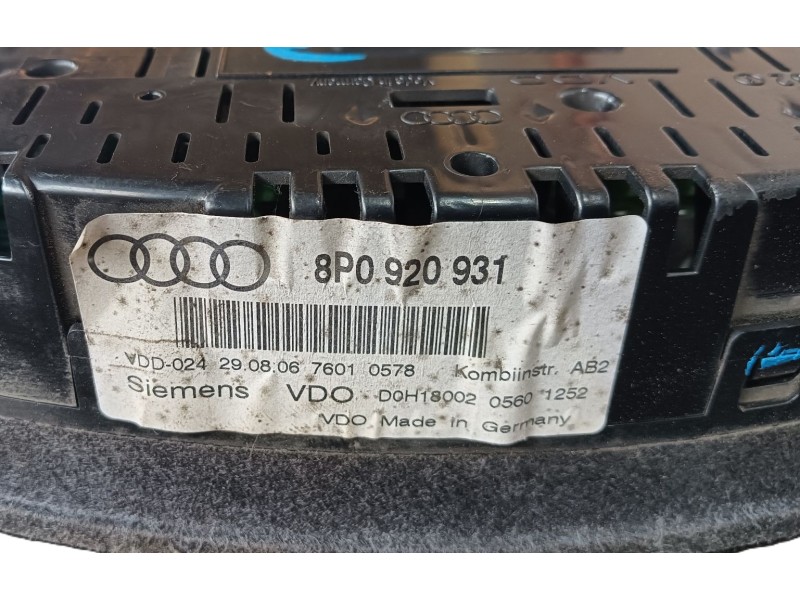 8P0 920 931
VDD-024 29.08.06 7601 0578 Kombiinstr. AB2
Siemens VDO D0H18002 0560 1252
VDO Made in Germany